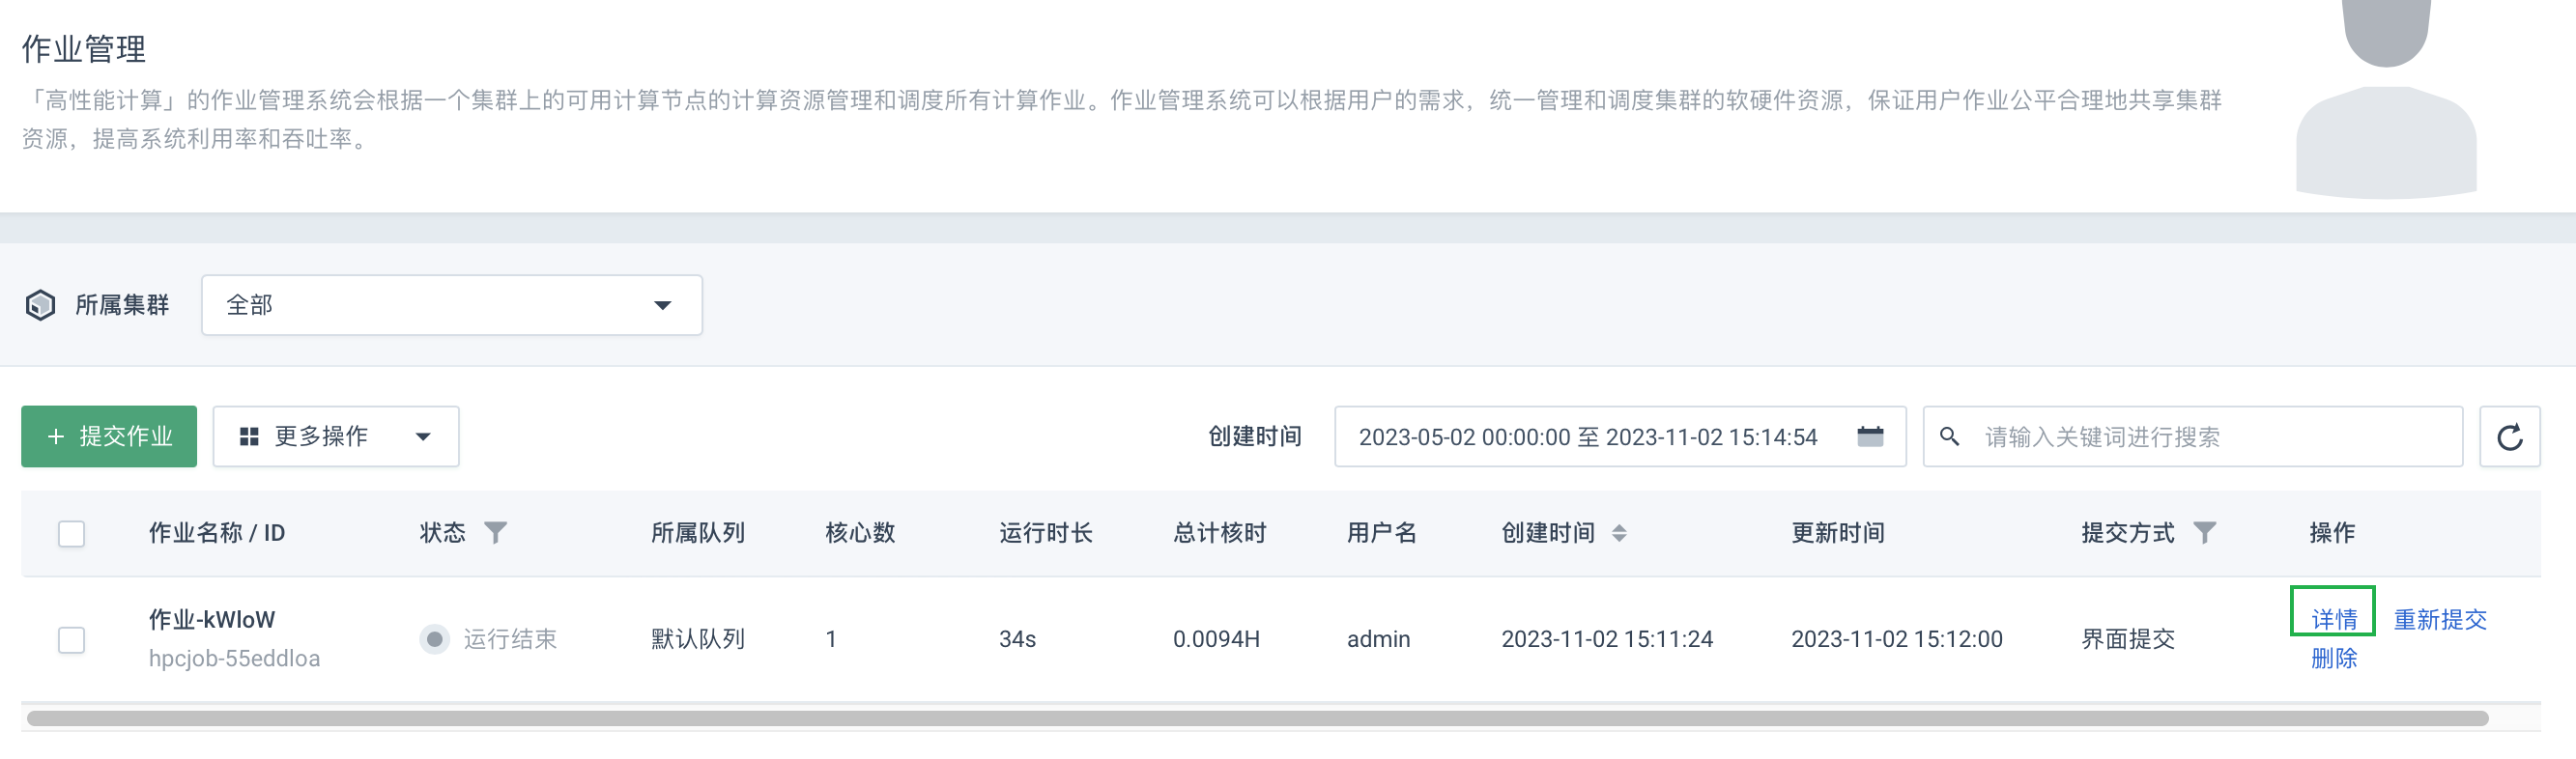 作业管理
「高性能计算」的作业管理系统会根据一个集群上的可用计算节点的计算资源管理和调度所有计算作业。作业管理系统可以根据用户的需求，统一管理和调度集群的软硬件资源，保证用户作业公平合理地共享集群
资源，提高系统利用率和吞吐率。
所属集群 全部
+ 提交作业 更多操作 创建时间 2023-05-02 00:00:00 至 2023-11-02 15:14:54 请输入关键词进行搜索
作业名称 / ID 状态 所属队列 核心数 运行时长 总计核时 用户名 创建时间 更新时间 提交方式 操作
作业-kWloW 详情 重新提交
运行结束 默认队列 1 34s 0.0094H admin 2023-11-02 15:11:24 2023-11-02 15:12:00 界面提交
hpcjob-55eddloa 删除